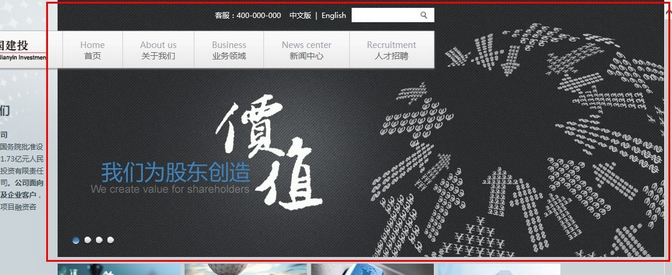 客服：400-000-000 中文版 | English
国建投
Tianyin Investment
Home About us Business News center Recruitment
首页 关于我们 业务领域 新闻中心 人才招聘
價值
我们为股东创造
We create value for shareholders
们
司
国务院批准设
1.73亿元人民
投资有限责任
司。公司面向
及企业客户，
项目融资咨